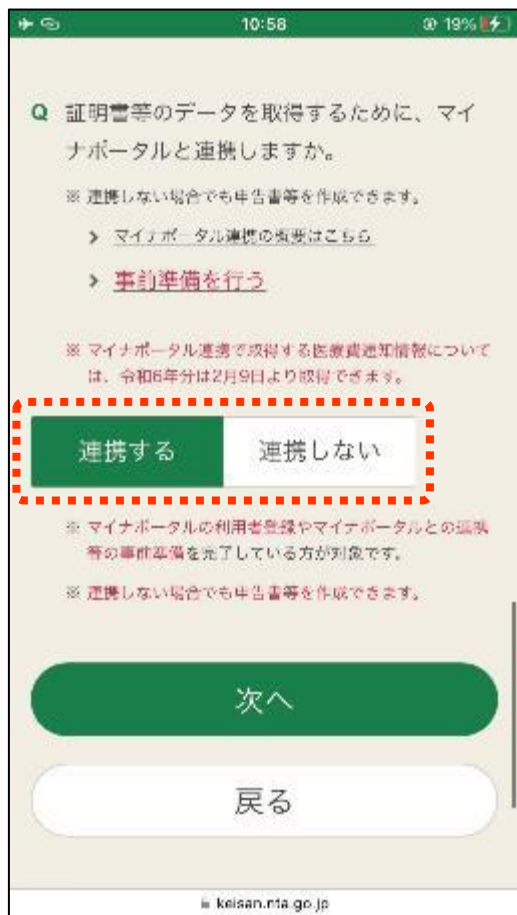 10:58
19%
Q 証明書等のデータを取得するために、マイ
ナポータルと連携しますか。
※ 連携しない場合でも申告書等を作成できます。
> マイナポータル連携の概要はこちら
> 事前準備を行う
※ マイナポータル連携で取得する医療費通知情報について
は、令和6年分は2月9日より取得できます。
連携する
連携しない
※ マイナポータルの利用者登録やマイナポータルとの連携
等の事前準備を完了している方が対象です。
※ 連携しない場合でも申告書等を作成できます。
次へ
戻る
keisan.nta.go.jp